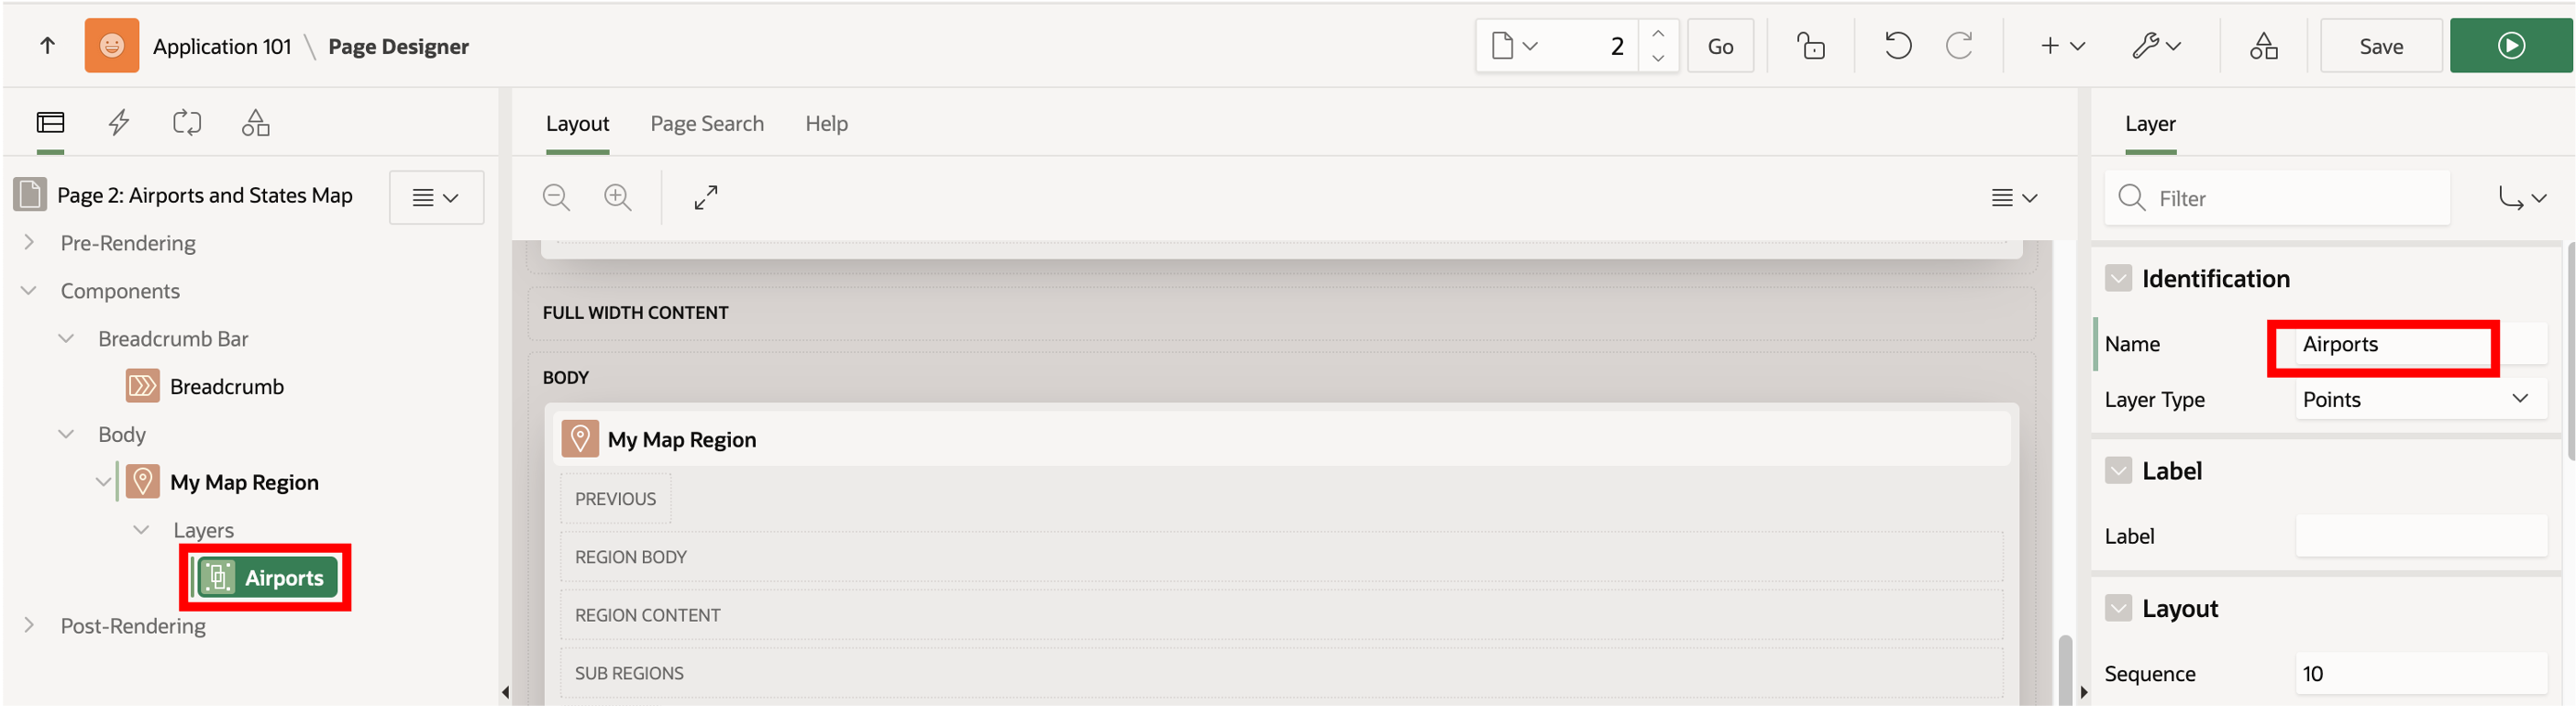 Application 101 \ Page Designer
2
Go
Save
Layout Page Search Help
Layer
Page 2: Airports and States Map
Filter
Pre-Rendering
Components
Identification
Breadcrumb Bar
FULL WIDTH CONTENT
Name Airports
Breadcrumb
BODY
Layer Type Points
Body
My Map Region
Label
My Map Region
PREVIOUS
Layers
Label
REGION BODY
Airports
Layout
REGION CONTENT
Post-Rendering
SUB REGIONS
Sequence 10